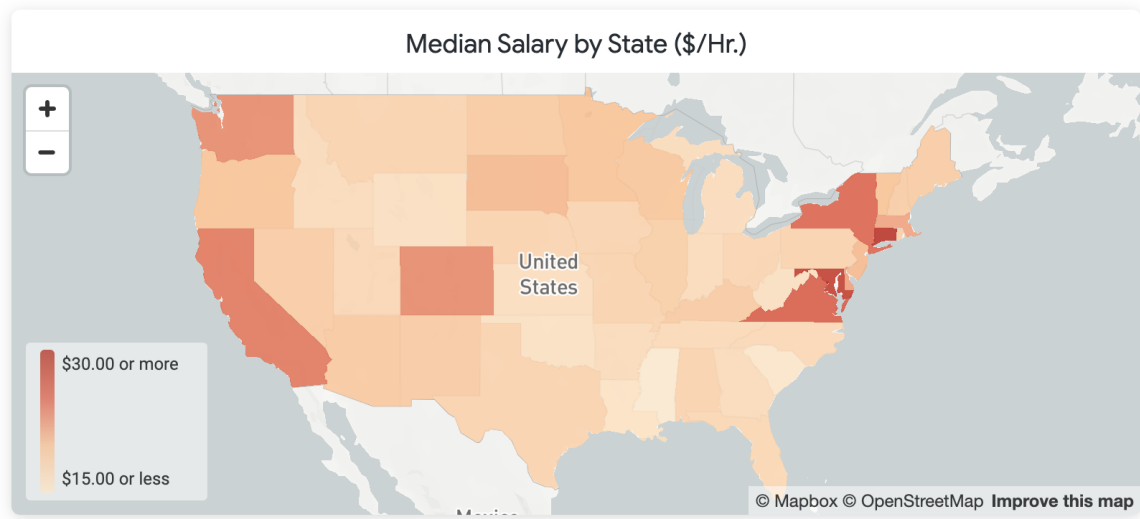 Median Salary by State ($/Hr.)
+
−
United
States
$30.00 or more
$15.00 or less
Mexico
© Mapbox © OpenStreetMap Improve this map